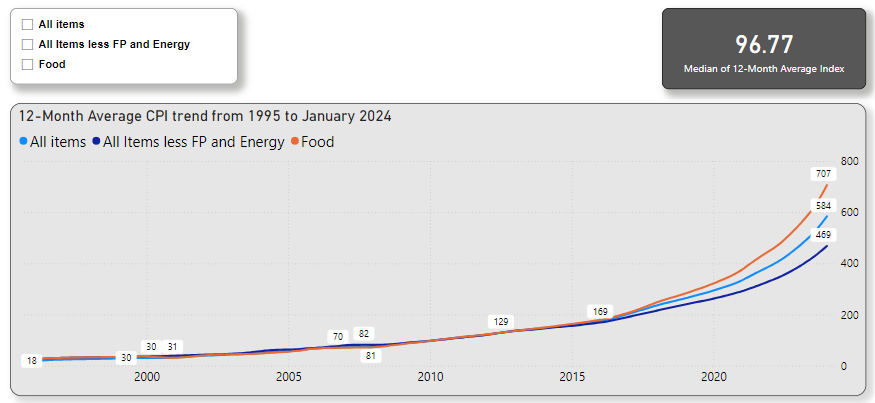 All items
All Items less FP and Energy
Food
96.77
Median of 12-Month Average Index
12-Month Average CPI trend from 1995 to January 2024
All items All Items less FP and Energy Food
800
707
600
584
469
400
200
169
129
70 82
30 31
18 30 81
0
2000 2005 2010 2015 2020